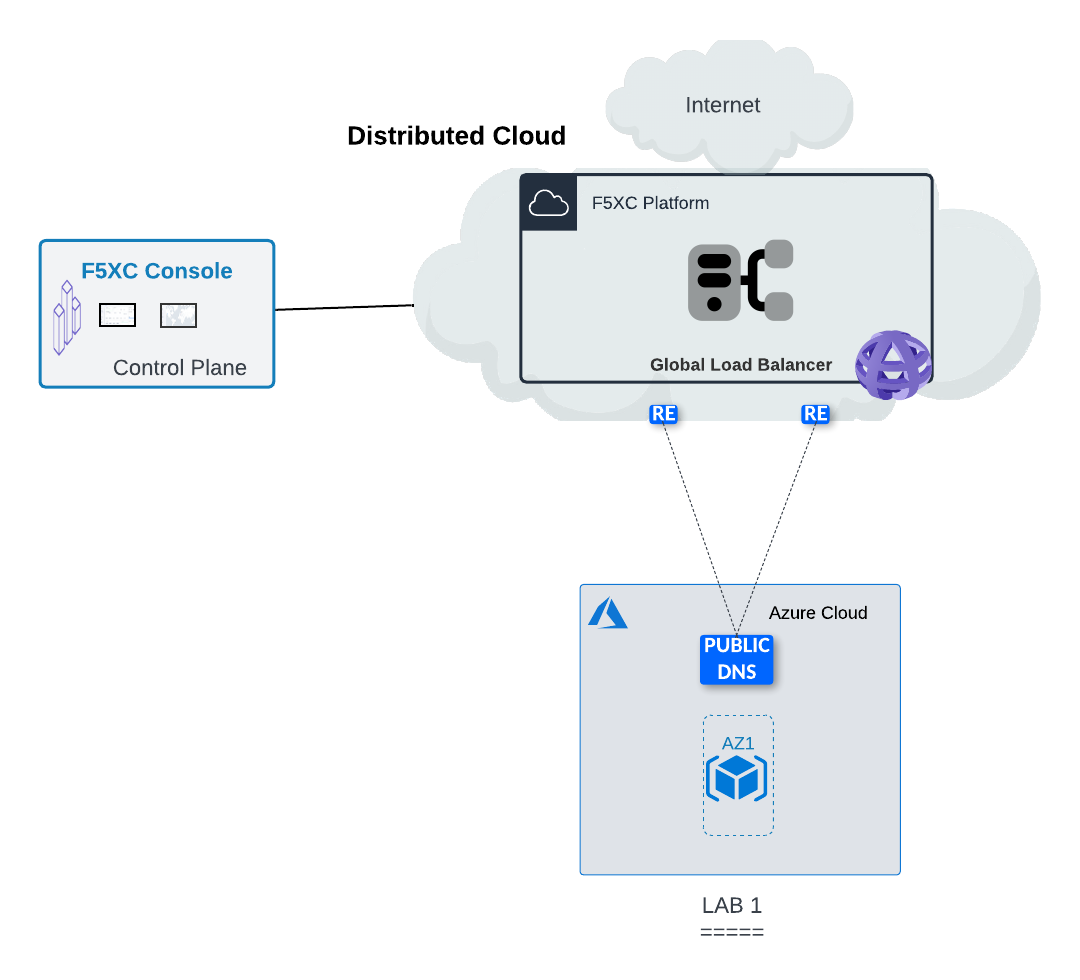 Internet
Distributed Cloud
F5XC Platform
F5XC Console
Control Plane
Global Load Balancer
RE
RE
Azure Cloud
PUBLIC
DNS
AZ1
LAB 1
=====